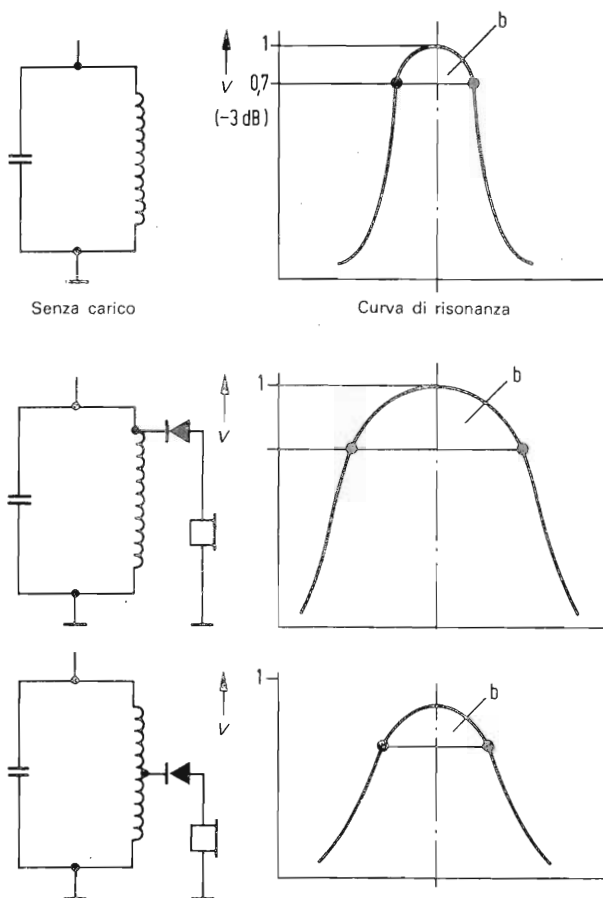 1
b
V
0,7
(−3 dB)
Senza carico
Curva di risonanza
1
b
V
1
b
V